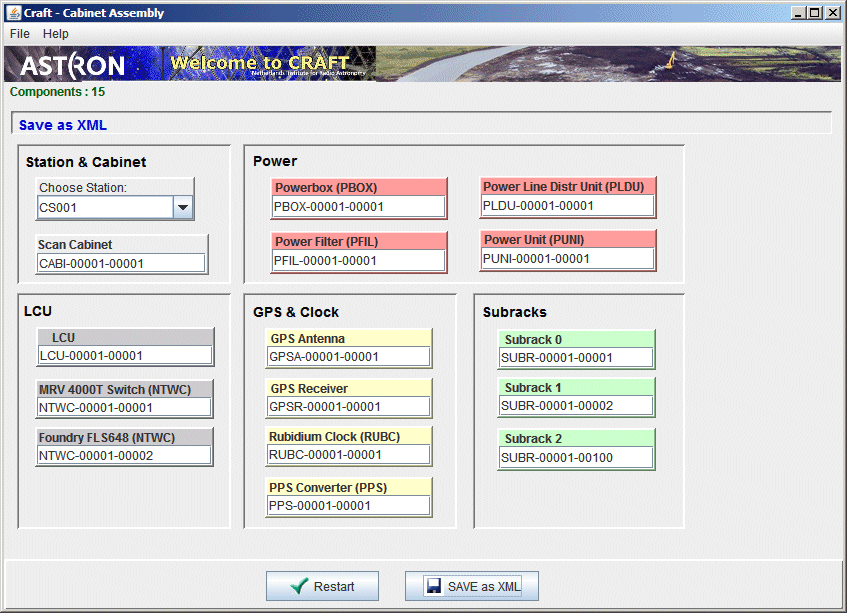 Craft - Cabinet Assembly
File Help
ASTRON
Welcome to CRAFT
Netherlands Institute for Radio Astronomy
Components : 15
Save as XML
Station & Cabinet
Choose Station:
CS001
Scan Cabinet
CABI-00001-00001
Power
Powerbox (PBOX)
PBOX-00001-00001
Power Line Distr Unit (PLDU)
PLDU-00001-00001
Power Filter (PFIL)
PFIL-00001-00001
Power Unit (PUNI)
PUNI-00001-00001
LCU
LCU
LCU-00001-00001
MRV 4000T Switch (NTWC)
NTWC-00001-00001
Foundry FLS648 (NTWC)
NTWC-00001-00002
GPS & Clock
GPS Antenna
GPSA-00001-00001
GPS Receiver
GPSR-00001-00001
Rubidium Clock (RUBC)
RUBC-00001-00001
PPS Converter (PPS)
PPS-00001-00001
Subracks
Subrack 0
SUBR-00001-00001
Subrack 1
SUBR-00001-00002
Subrack 2
SUBR-00001-00100
Restart
SAVE as XML